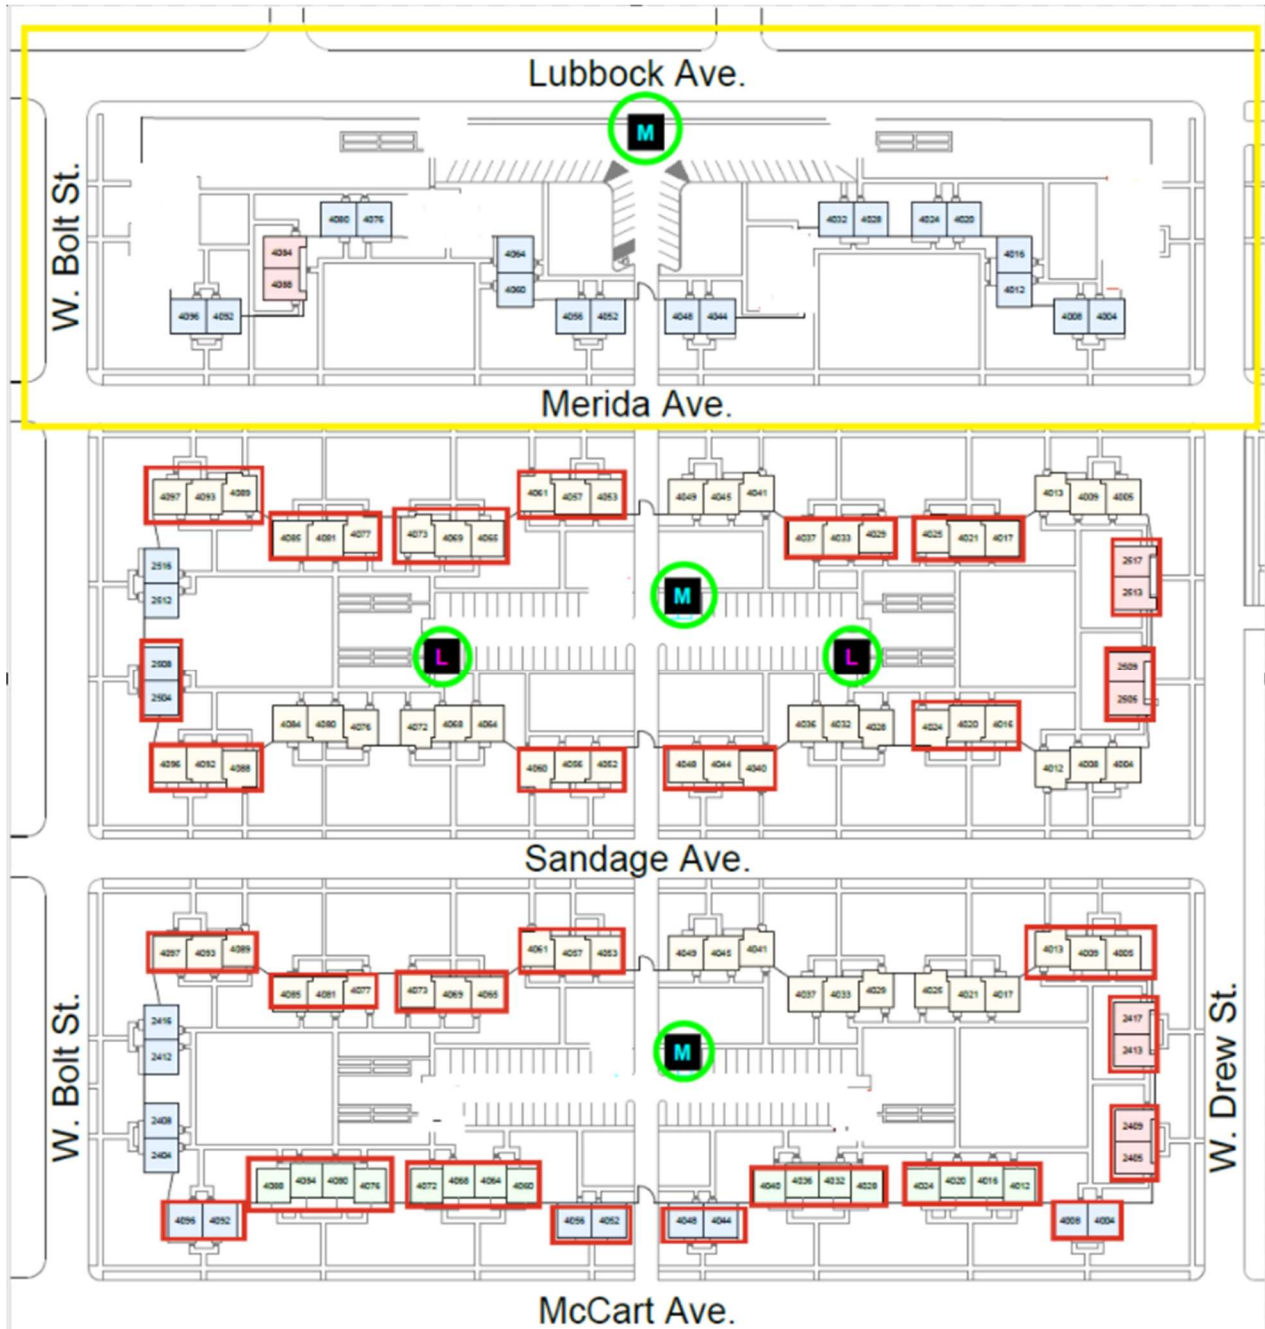 Lubbock Ave.
M
W. Bolt St.
4080 4076
4032 4028
4024 4020
4084
4088
4064
4060
4016
4012
4096 4092
4056 4052
4048 4044
4008 4004
Merida Ave.
4097 4093 4089
4085 4081 4077
4073 4069 4065
4061 4057 4053
4049 4045 4041
4037 4033 4029
4025 4021 4017
4013 4009 4005
2516
2512
2517
2513
M
L
L
2508
2504
2509
2505
4096 4092 4088
4084 4080 4076
4072 4068 4064
4060 4056 4052
4048 4044 4040
4036 4032 4028
4024 4020 4016
4012 4008 4004
Sandage Ave.
4097 4093 4089
4085 4081 4077
4073 4069 4065
4061 4057 4053
4049 4045 4041
4037 4033 4029
4025 4021 4017
4013 4009 4005
W. Bolt St.
2416
2412
2417
2413
M
W. Drew St.
2408
2404
2409
2405
4088 4084 4080 4076
4072 4068 4064 4060
4040 4036 4032 4028
4024 4020 4016 4012
4096 4092
4056 4052
4048 4044
4008 4004
McCart Ave.